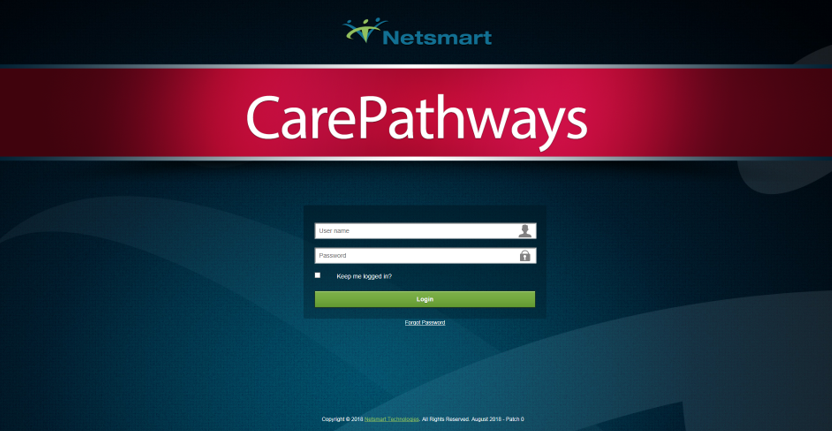 Netsmart
CarePathways
User name
Password
Keep me logged in?
Login
Forgot Password
Copyright © 2018 Netsmart Technologies. All Rights Reserved. August 2018 - Patch 0